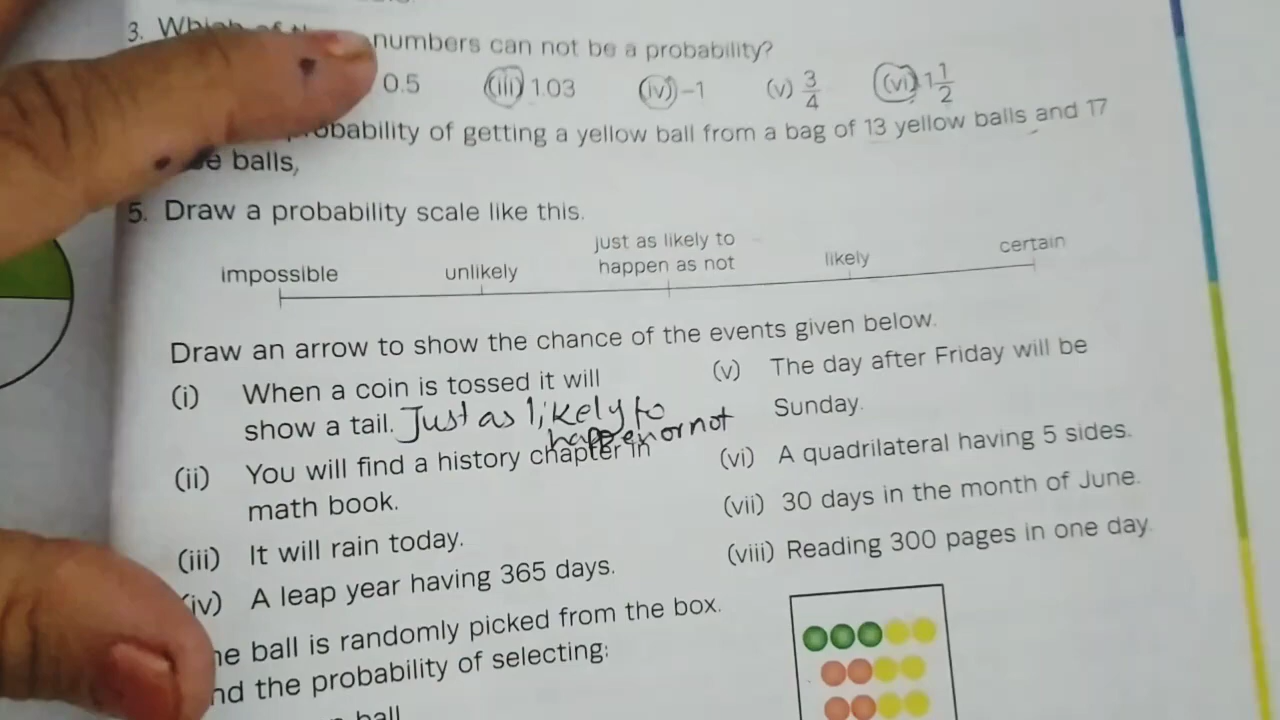 3. Which of numbers can not be a probability?
0.5 (iii) 1.03 (iv) -1 (v) 3/4 (vi) 1 1/2
probability of getting a yellow ball from a bag of 13 yellow balls and 17
balls,
5. Draw a probability scale like this.
impossible unlikely just as likely to happen as not likely certain
Draw an arrow to show the chance of the events given below.
(i) When a coin is tossed it will
show a tail. Just as likely to
happen or not
(ii) You will find a history chapter in
math book.
(iii) It will rain today.
(iv) A leap year having 365 days.
(v) The day after Friday will be
Sunday.
(vi) A quadrilateral having 5 sides.
(vii) 30 days in the month of June.
(viii) Reading 300 pages in one day.
ball is randomly picked from the box.
the probability of selecting:
ball